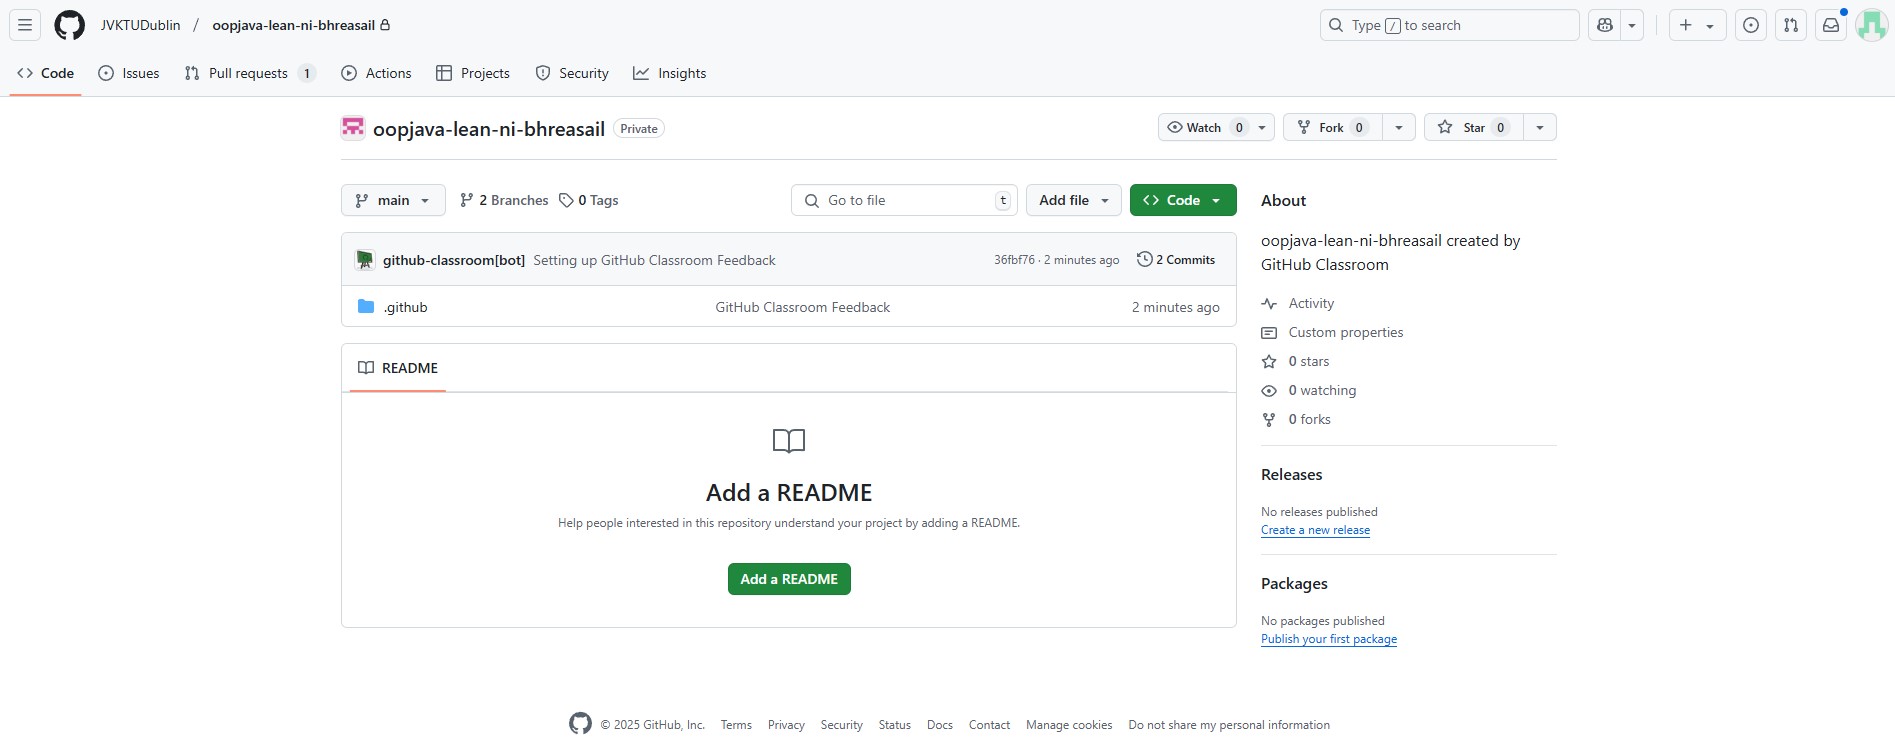 JVKTUDublin / oopjava-lean-ni-bhreasail
Type / to search
Code
Issues
Pull requests 1
Actions
Projects
Security
Insights
oopjava-lean-ni-bhreasail Private
Watch 0
Fork 0
Star 0
main
2 Branches
0 Tags
Go to file t
Add file
Code
github-classroom[bot] Setting up GitHub Classroom Feedback 36fbf76 · 2 minutes ago 2 Commits
.github GitHub Classroom Feedback 2 minutes ago
README
Add a README
Help people interested in this repository understand your project by adding a README.
Add a README
About
oopjava-lean-ni-bhreasail created by
GitHub Classroom
Activity
Custom properties
0 stars
0 watching
0 forks
Releases
No releases published
Create a new release
Packages
No packages published
Publish your first package
© 2025 GitHub, Inc. Terms Privacy Security Status Docs Contact Manage cookies Do not share my personal information